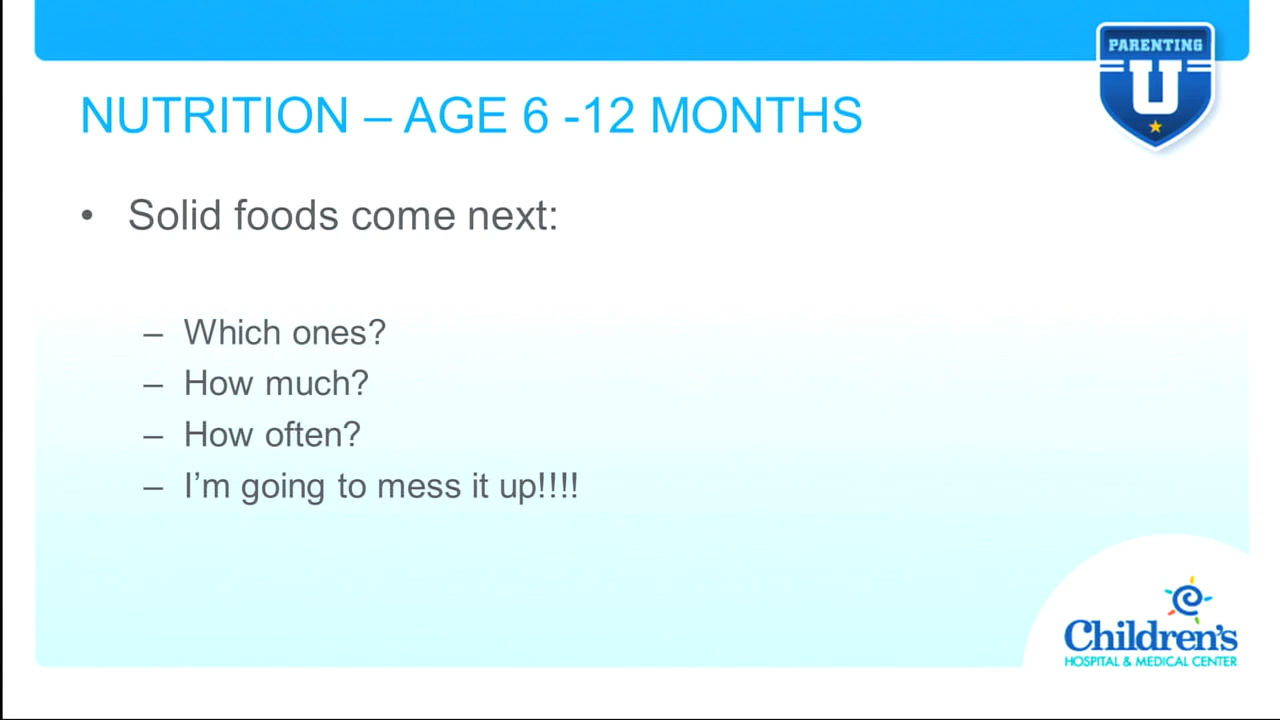 PARENTING
U
NUTRITION – AGE 6 -12 MONTHS
• Solid foods come next:
– Which ones?
– How much?
– How often?
– I’m going to mess it up!!!!
Children's
HOSPITAL & MEDICAL CENTER